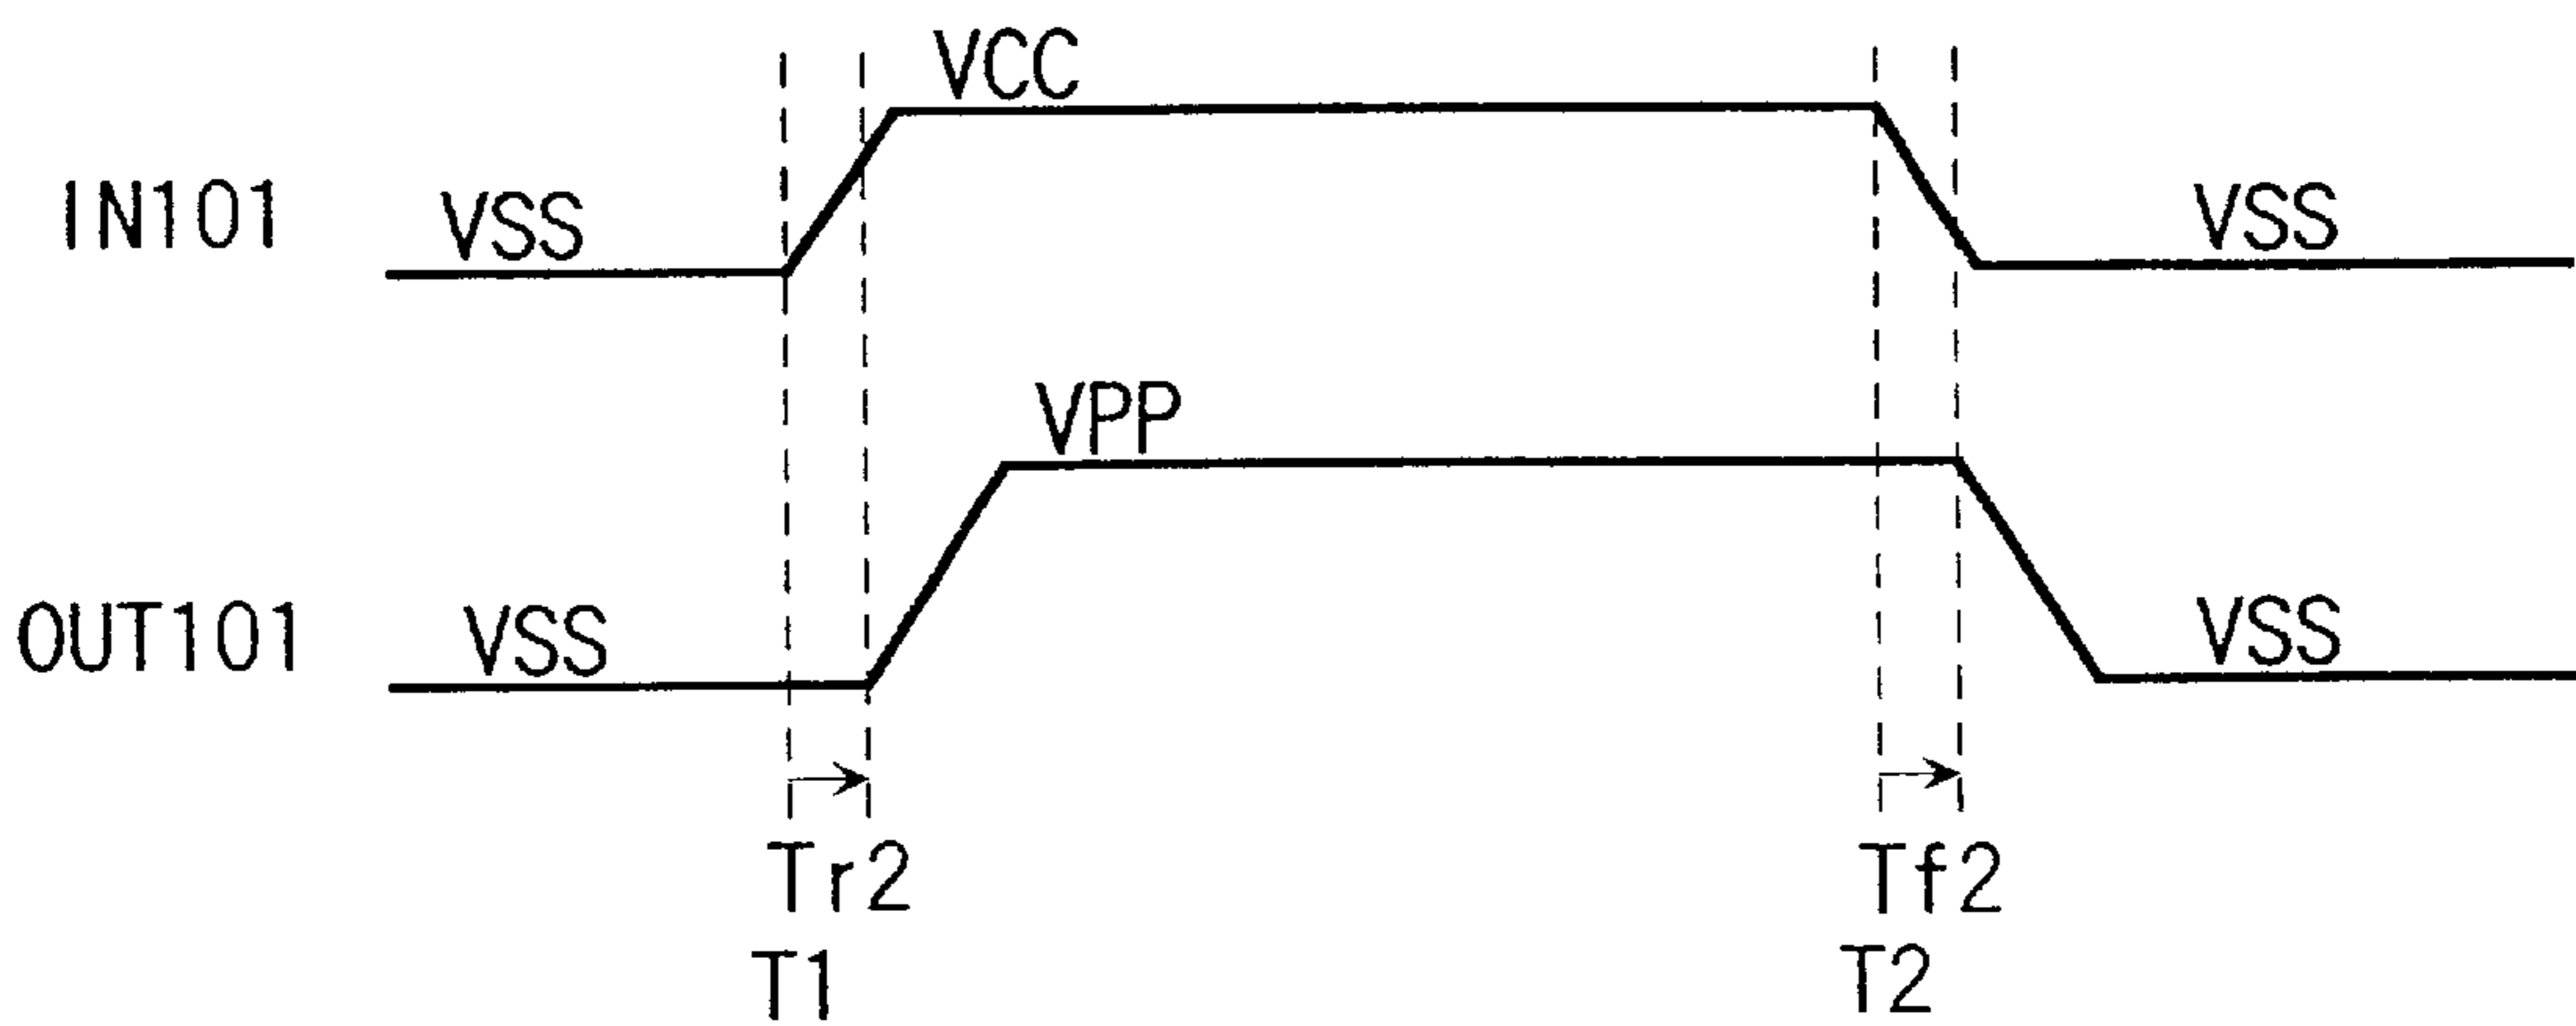 VCC
IN101 VSS VSS
VPP
OUT101 VSS VSS
Tr2 Tf2
T1 T2